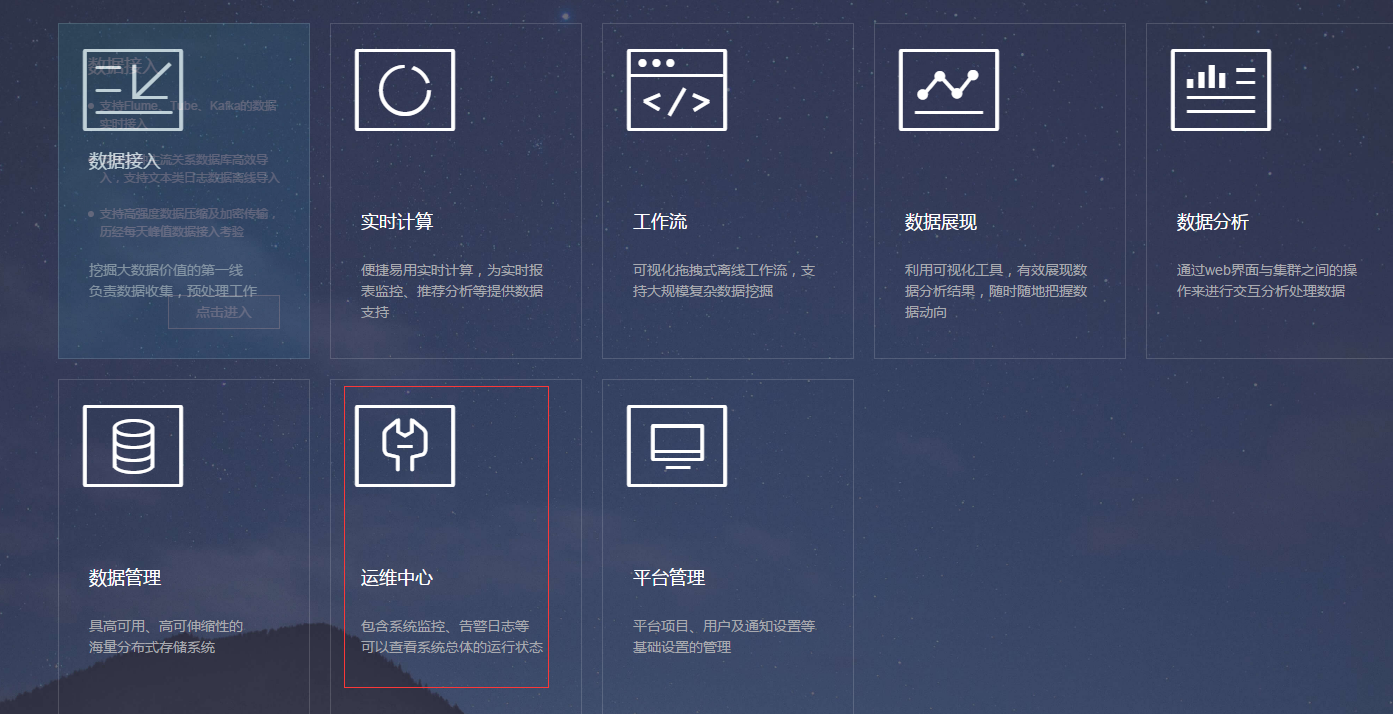 数据接入
支持Flume、Tube、Kafka的数据
实时接入
数据接入
主流关系数据库高效导
入，支持文本类日志数据离线导入
支持高强度数据压缩及加密传输，
历经每天峰值数据接入考验
挖掘大数据价值的第一线
负责数据收集，预处理工作
点击进入
实时计算
便捷易用实时计算，为实时报
表监控、推荐分析等提供数据
支持
</>
工作流
可视化拖拽式离线工作流，支
持大规模复杂数据挖掘
数据展现
利用可视化工具，有效展现数
据分析结果，随时随地把握数
据动向
数据分析
通过web界面与集群之间的操
作来进行交互分析处理数据
数据管理
具高可用、高可伸缩性的
海量分布式存储系统
运维中心
包含系统监控、告警日志等
可以查看系统总体的运行状态
平台管理
平台项目、用户及通知设置等
基础设置的管理